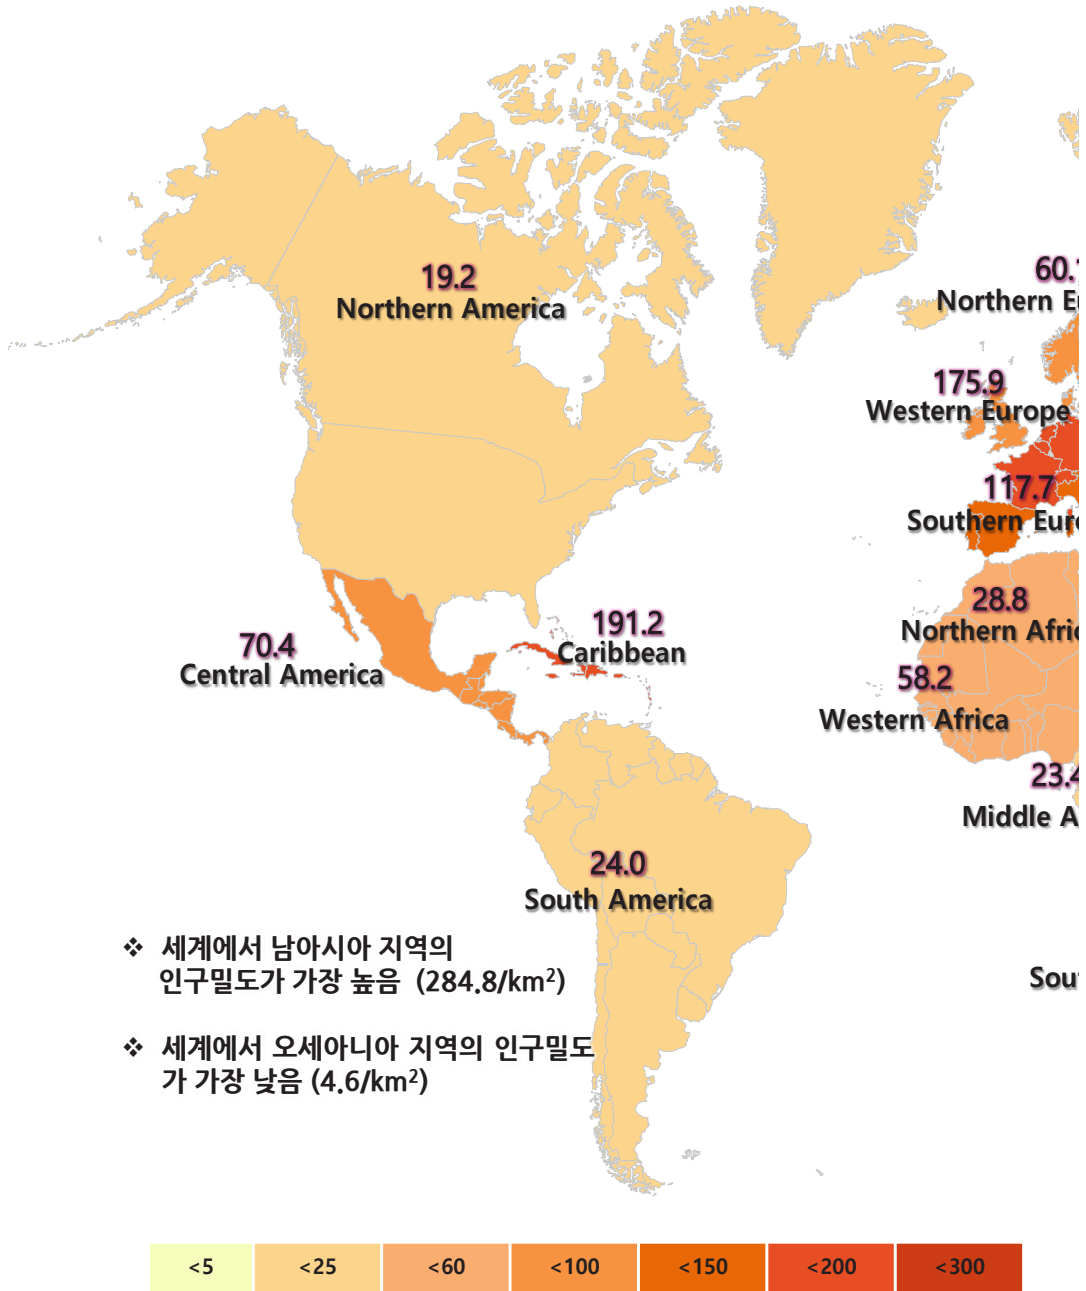 19.2
Northern America
60.
Northern E
175.9
Western Europe
117.7
Southern Euro
28.8
Northern Afric
70.4
Central America
191.2
Caribbean
58.2
Western Africa
23.4
Middle A
24.0
South America
❖ 세계에서 남아시아 지역의
인구밀도가 가장 높음 (284.8/km²)
Sou
❖ 세계에서 오세아니아 지역의 인구밀도
가 가장 낮음 (4.6/km²)
<5 <25 <60 <100 <150 <200 <300